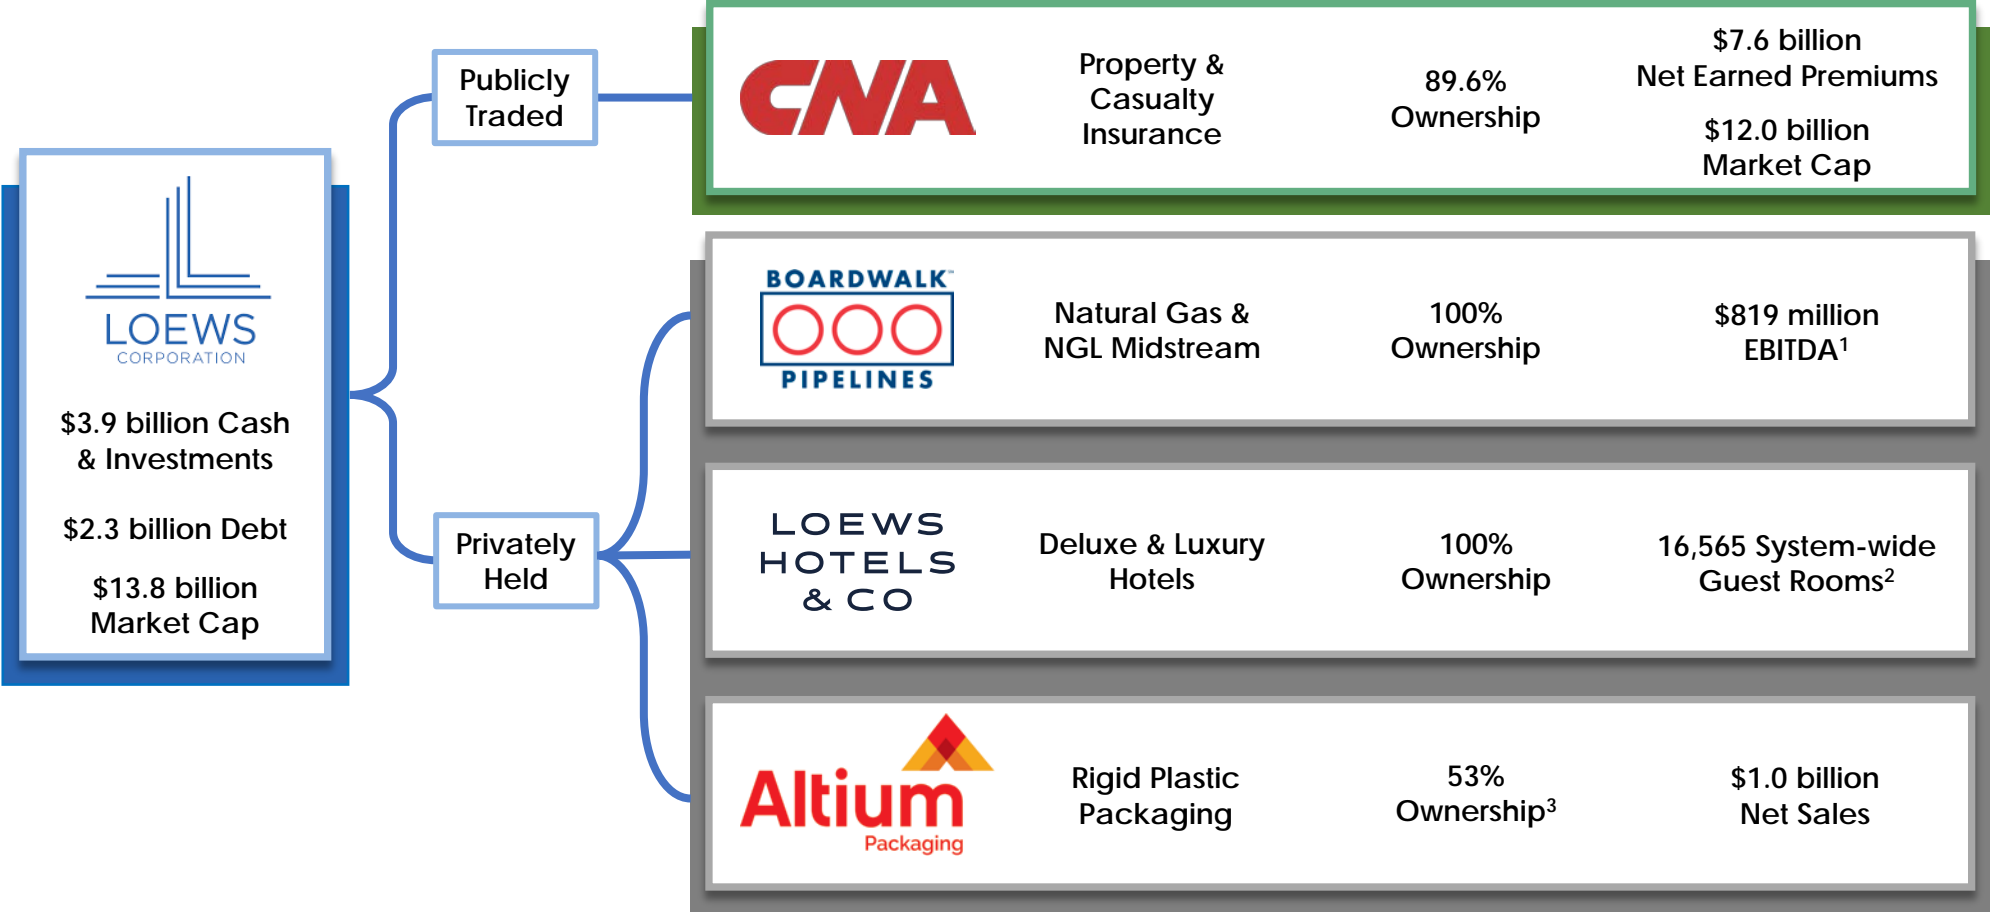 LOEWS
CORPORATION
$3.9 billion Cash
& Investments
$2.3 billion Debt
$13.8 billion
Market Cap
Publicly
Traded
Privately
Held
CNA
Property &
Casualty
Insurance
89.6%
Ownership
$7.6 billion
Net Earned Premiums
$12.0 billion
Market Cap
BOARDWALK™
PIPELINES
Natural Gas &
NGL Midstream
100%
Ownership
$819 million
EBITDA¹
LOEWS
HOTELS
& CO
Deluxe & Luxury
Hotels
100%
Ownership
16,565 System-wide
Guest Rooms²
Altium
Packaging
Rigid Plastic
Packaging
53%
Ownership³
$1.0 billion
Net Sales